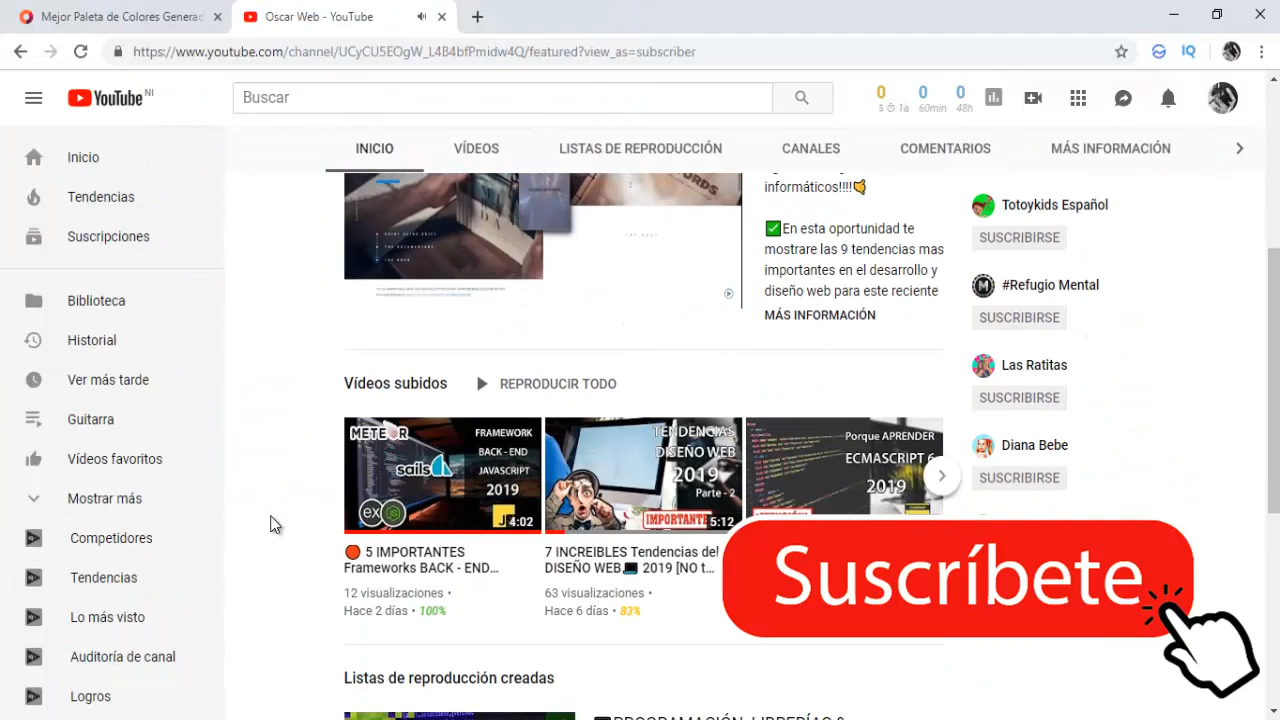 Mejor Paleta de Colores Generad
Oscar Web - YouTube
https://www.youtube.com/channel/UCyCU5EOgW_L4B4bfPmidw4Q/featured?view_as=subscriber
YouTube NI
Buscar
0 0 0
$ 1a 60min 48h
INICIO VÍDEOS LISTAS DE REPRODUCCIÓN CANALES COMENTARIOS MÁS INFORMACIÓN
Inicio
Tendencias
Suscripciones
Biblioteca
Historial
Ver más tarde
Guitarra
Vídeos favoritos
Mostrar más
Competidores
Tendencias
Lo más visto
Auditoría de canal
Logros
informáticos!!!!🤙
✅En esta oportunidad te
mostrare las 9 tendencias mas
importantes en el desarrollo y
diseño web para este reciente
MÁS INFORMACIÓN
Totoykids Español
SUSCRIBIRSE
#Refugio Mental
SUSCRIBIRSE
Las Ratitas
SUSCRIBIRSE
Diana Bebe
SUSCRIBIRSE
Vídeos subidos
REPRODUCIR TODO
METEOR
FRAMEWORK
BACK - END
JAVASCRIPT
2019
sails
ex
4:02
TENDENCIAS
DISEÑO WEB
2019
Parte - 2
IMPORTANTE
5:12
Porque APRENDER
ECMASCRIPT 6
2019
🔴 5 IMPORTANTES
Frameworks BACK - END...
12 visualizaciones •
Hace 2 días • 100%
7 INCREIBLES Tendencias del
DISEÑO WEB💻 2019 [NO t...
63 visualizaciones •
Hace 6 días • 83%
Suscríbete
Listas de reproducción creadas